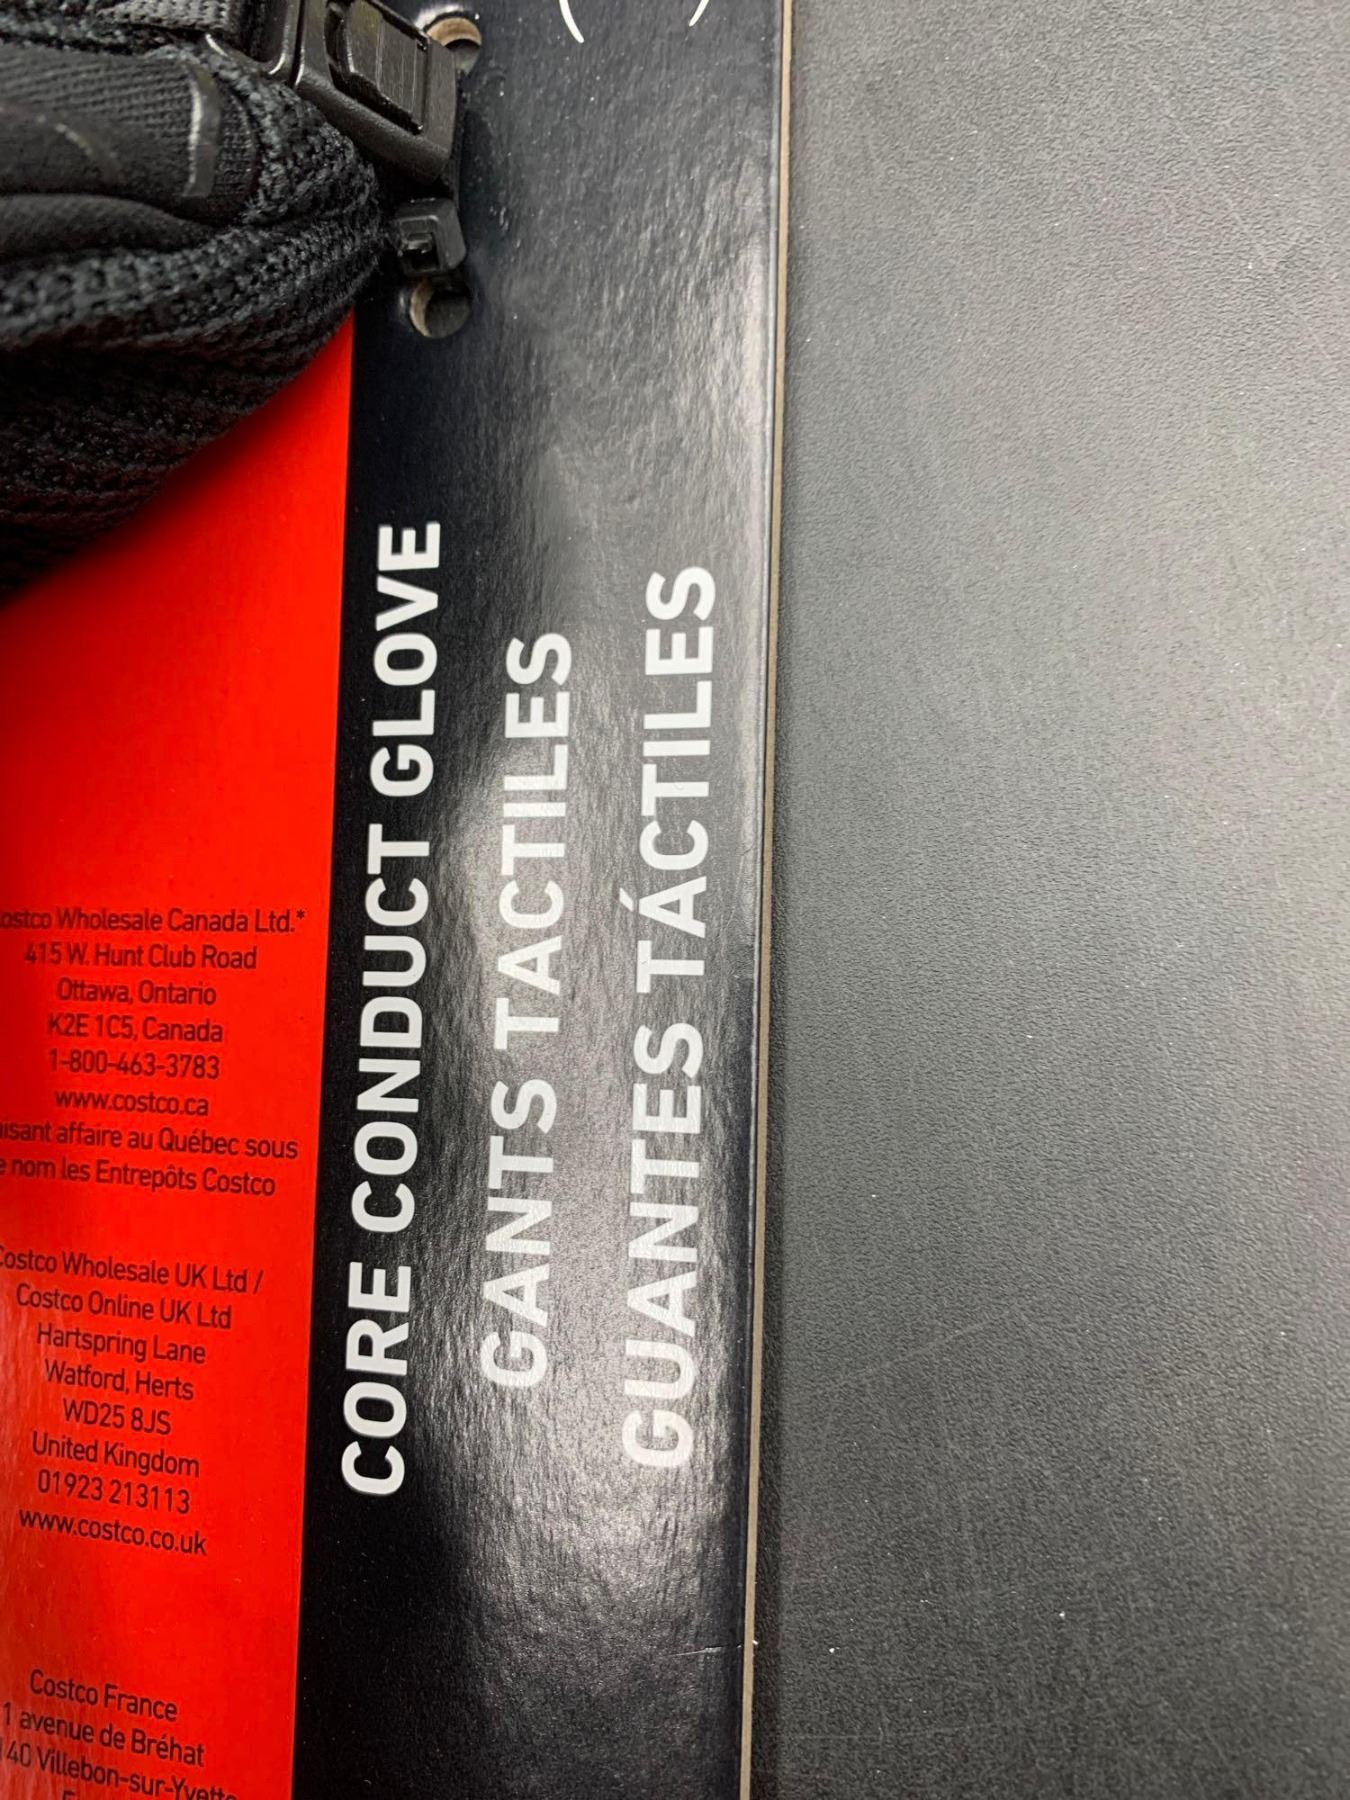 CORE CONDUCT GLOVE
GANTS TACTILES
GUANTES TÁCTILES
Wholesale Canada Ltd.*
415 W. Hunt Club Road
Ottawa, Ontario
K2E 1C5, Canada
1-800-463-3783
www.costco.ca
affaire au Québec sous
nom les Entrepôts Costco
Costco Wholesale UK Ltd /
Costco Online UK Ltd
Hartspring Lane
Watford, Herts
WD25 8JS
United Kingdom
01923 213113
www.costco.co.uk
Costco France
1 avenue de Bréhat
Villebon-sur-Yvette